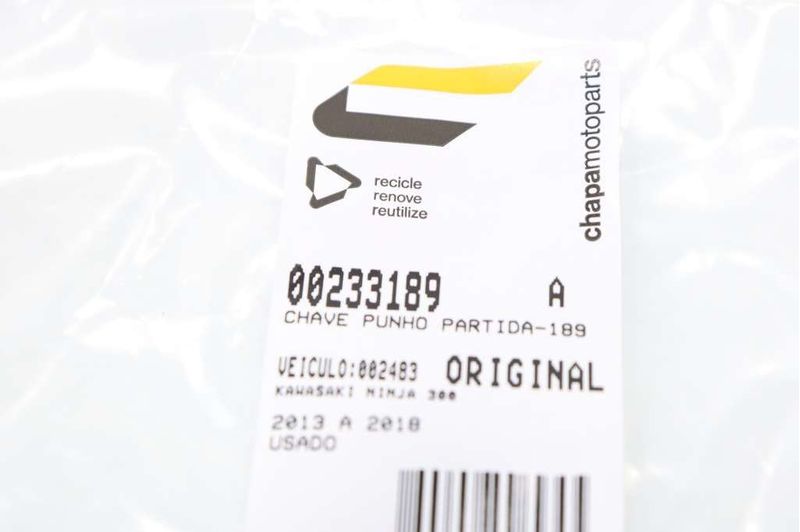 chapamotoparts
recicle
renove
reutilize
00233189 A
CHAVE PUNHO PARTIDA-189
VEICULO:002483 ORIGINAL
KAWASAKI NINJA 300
2013 A 2018
USADO